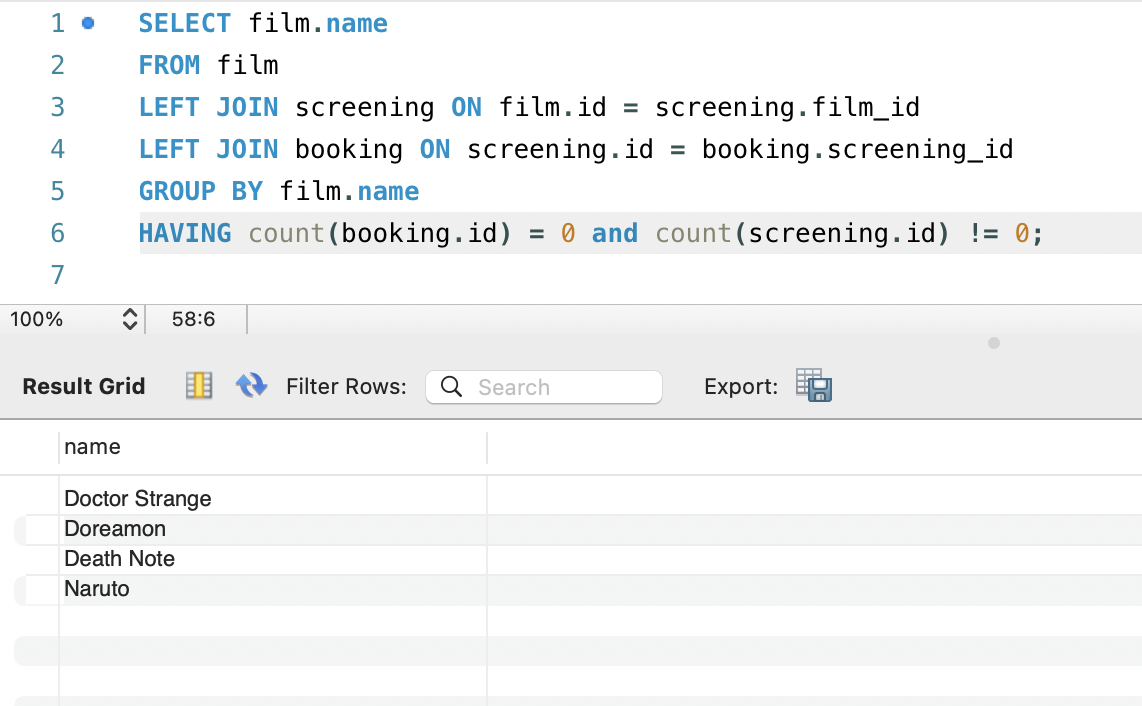 1 SELECT film.name
2 FROM film
3 LEFT JOIN screening ON film.id = screening.film_id
4 LEFT JOIN booking ON screening.id = booking.screening_id
5 GROUP BY film.name
6 HAVING count(booking.id) = 0 and count(screening.id) != 0;
7
100% 58:6
Result Grid Filter Rows: Search Export:
name
Doctor Strange
Doreamon
Death Note
Naruto